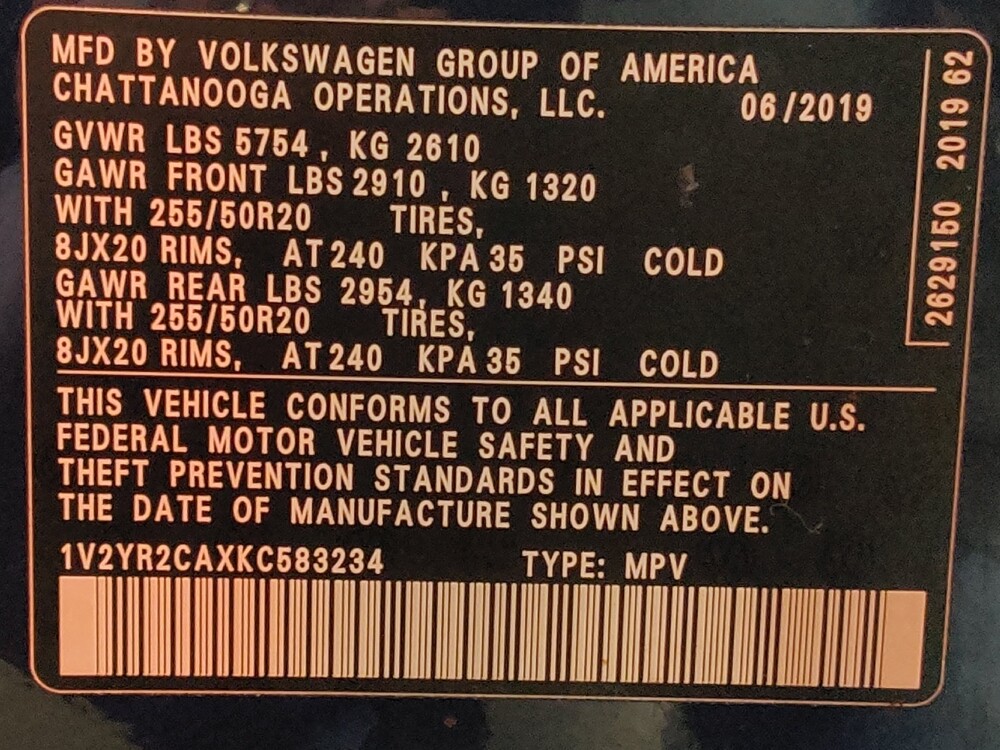 MFD BY VOLKSWAGEN GROUP OF AMERICA
CHATTANOOGA OPERATIONS, LLC. 06/2019
GVWR LBS 5754, KG 2610
GAWR FRONT LBS 2910, KG 1320
WITH 255/50R20 TIRES,
8JX20 RIMS, AT 240 KPA 35 PSI COLD
GAWR REAR LBS 2954, KG 1340
WITH 255/50R20 TIRES,
8JX20 RIMS, AT 240 KPA 35 PSI COLD
THIS VEHICLE CONFORMS TO ALL APPLICABLE U.S.
FEDERAL MOTOR VEHICLE SAFETY AND
THEFT PREVENTION STANDARDS IN EFFECT ON
THE DATE OF MANUFACTURE SHOWN ABOVE.
1V2YR2CAXKC583234 TYPE: MPV
2629150 2019 62